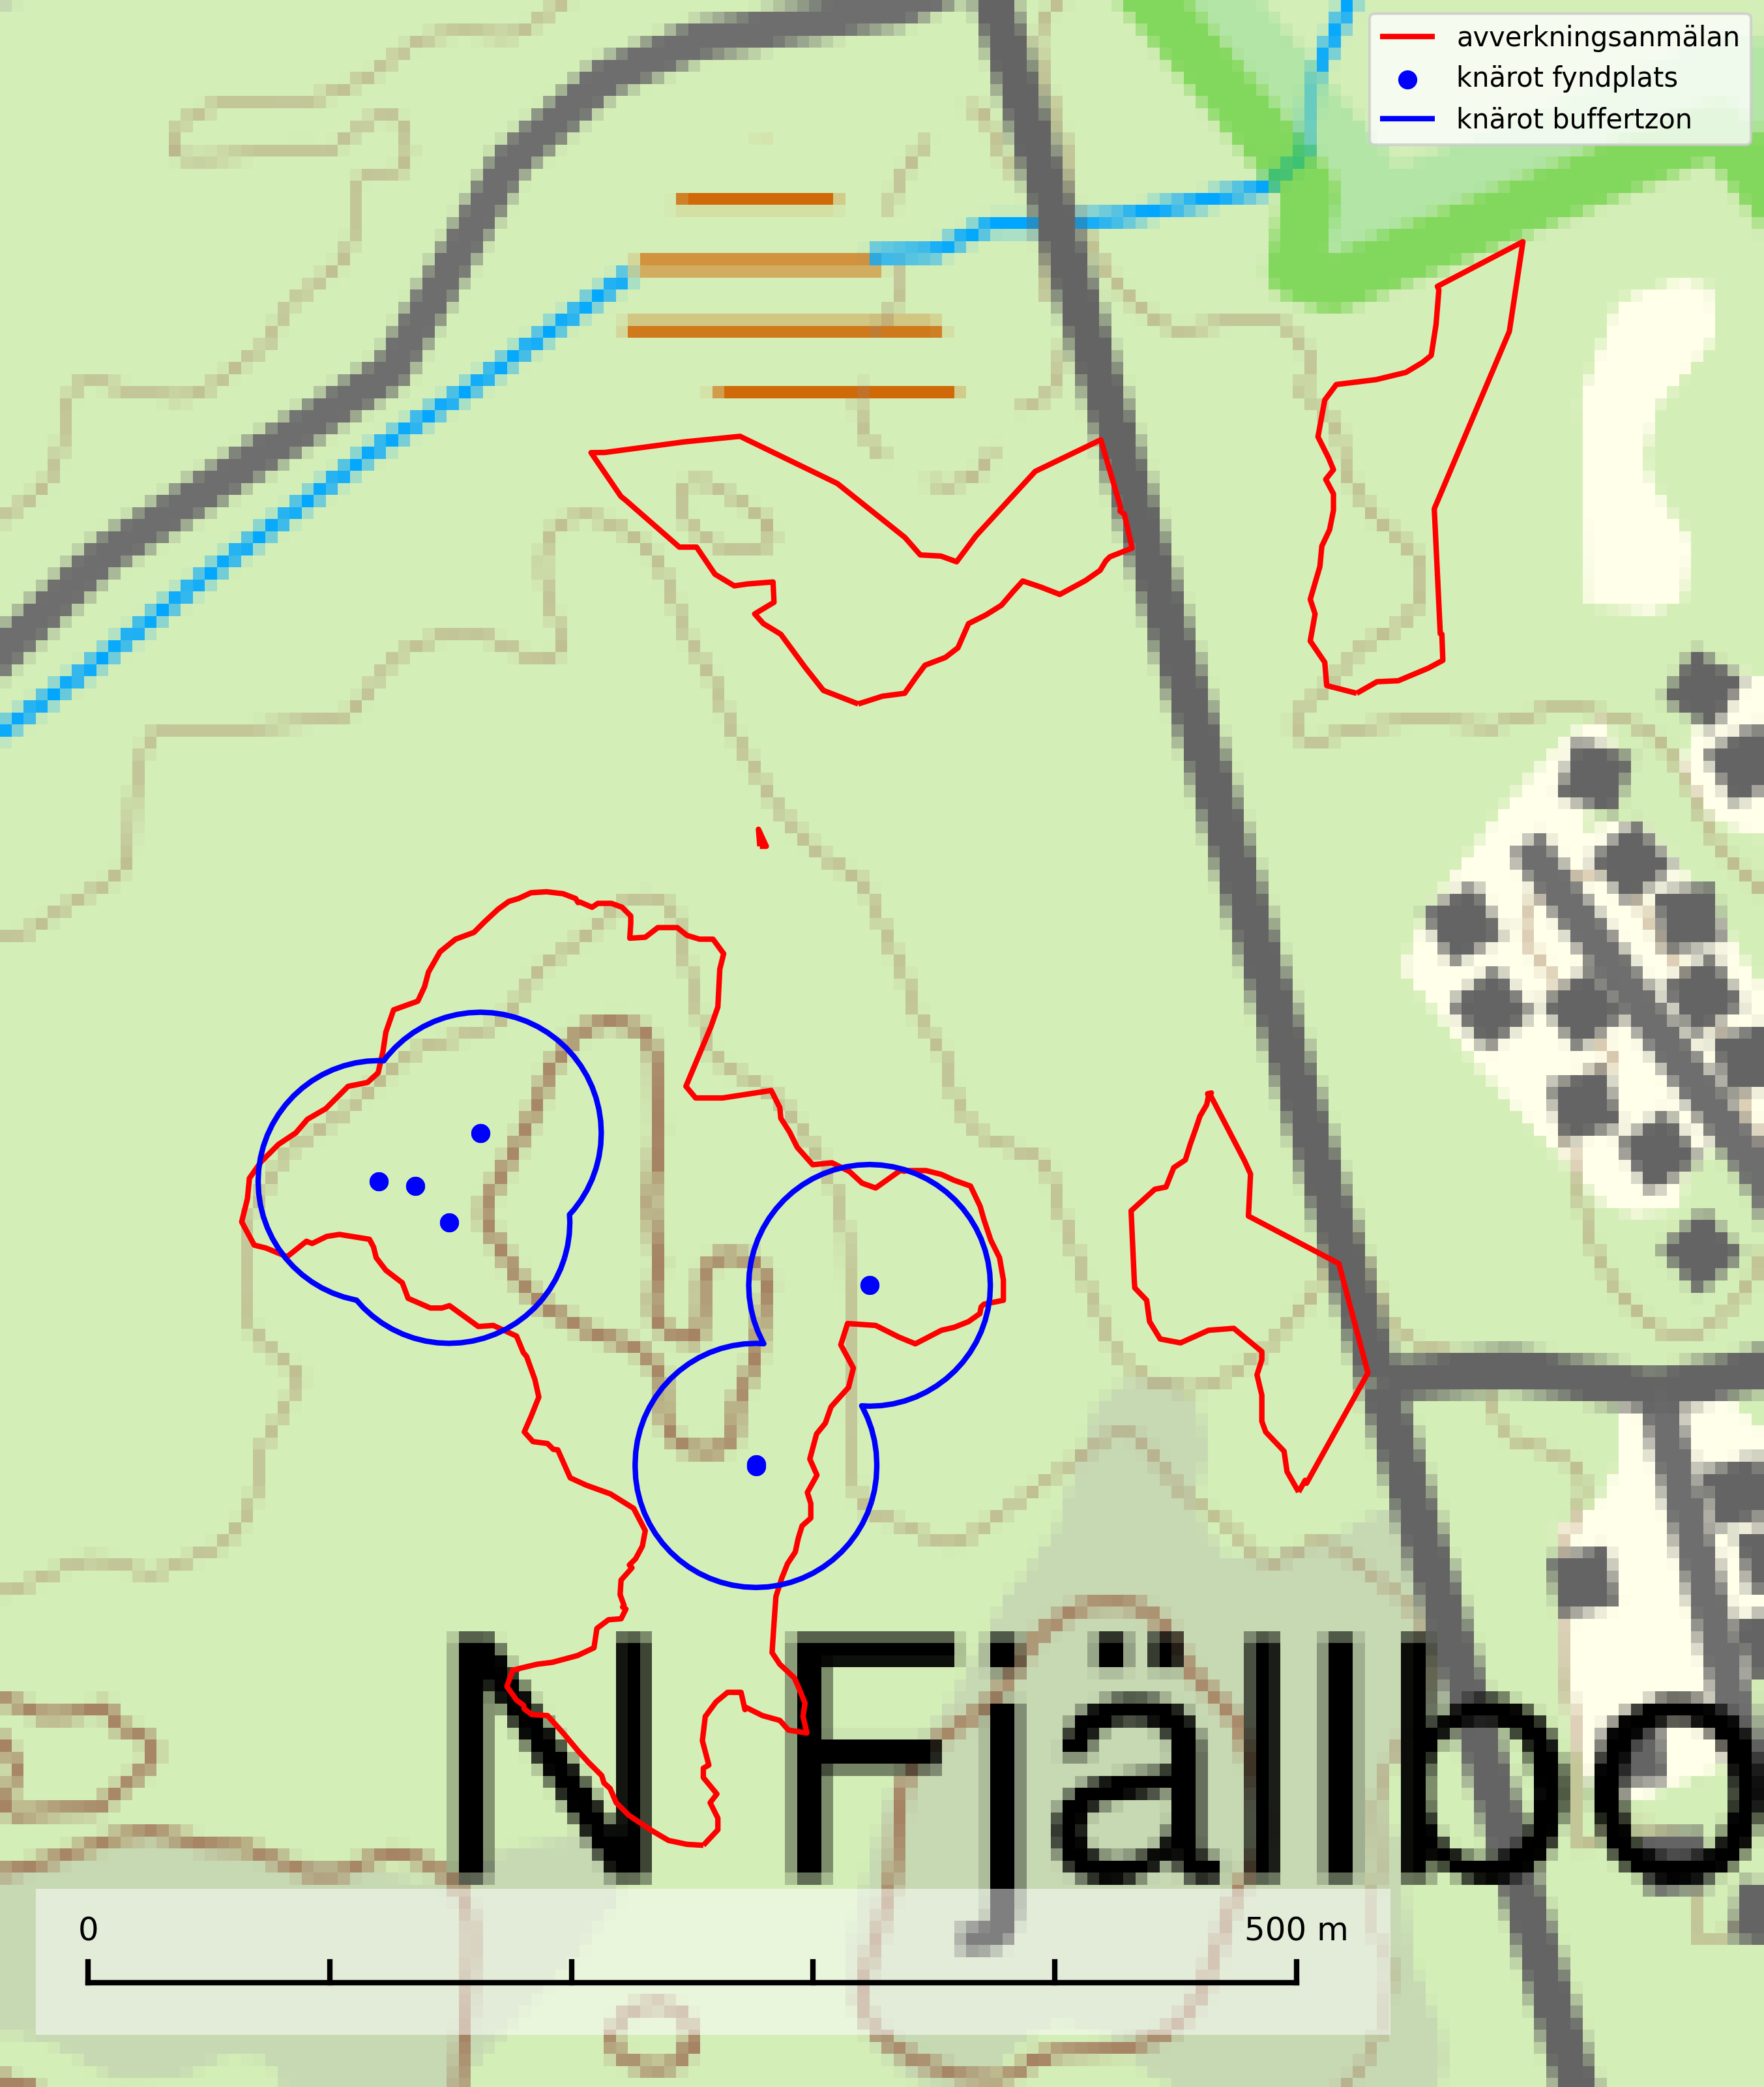 avverkningsanmälan
knärot fyndplats
knärot buffertzon
N Fjällbo
0 500 m